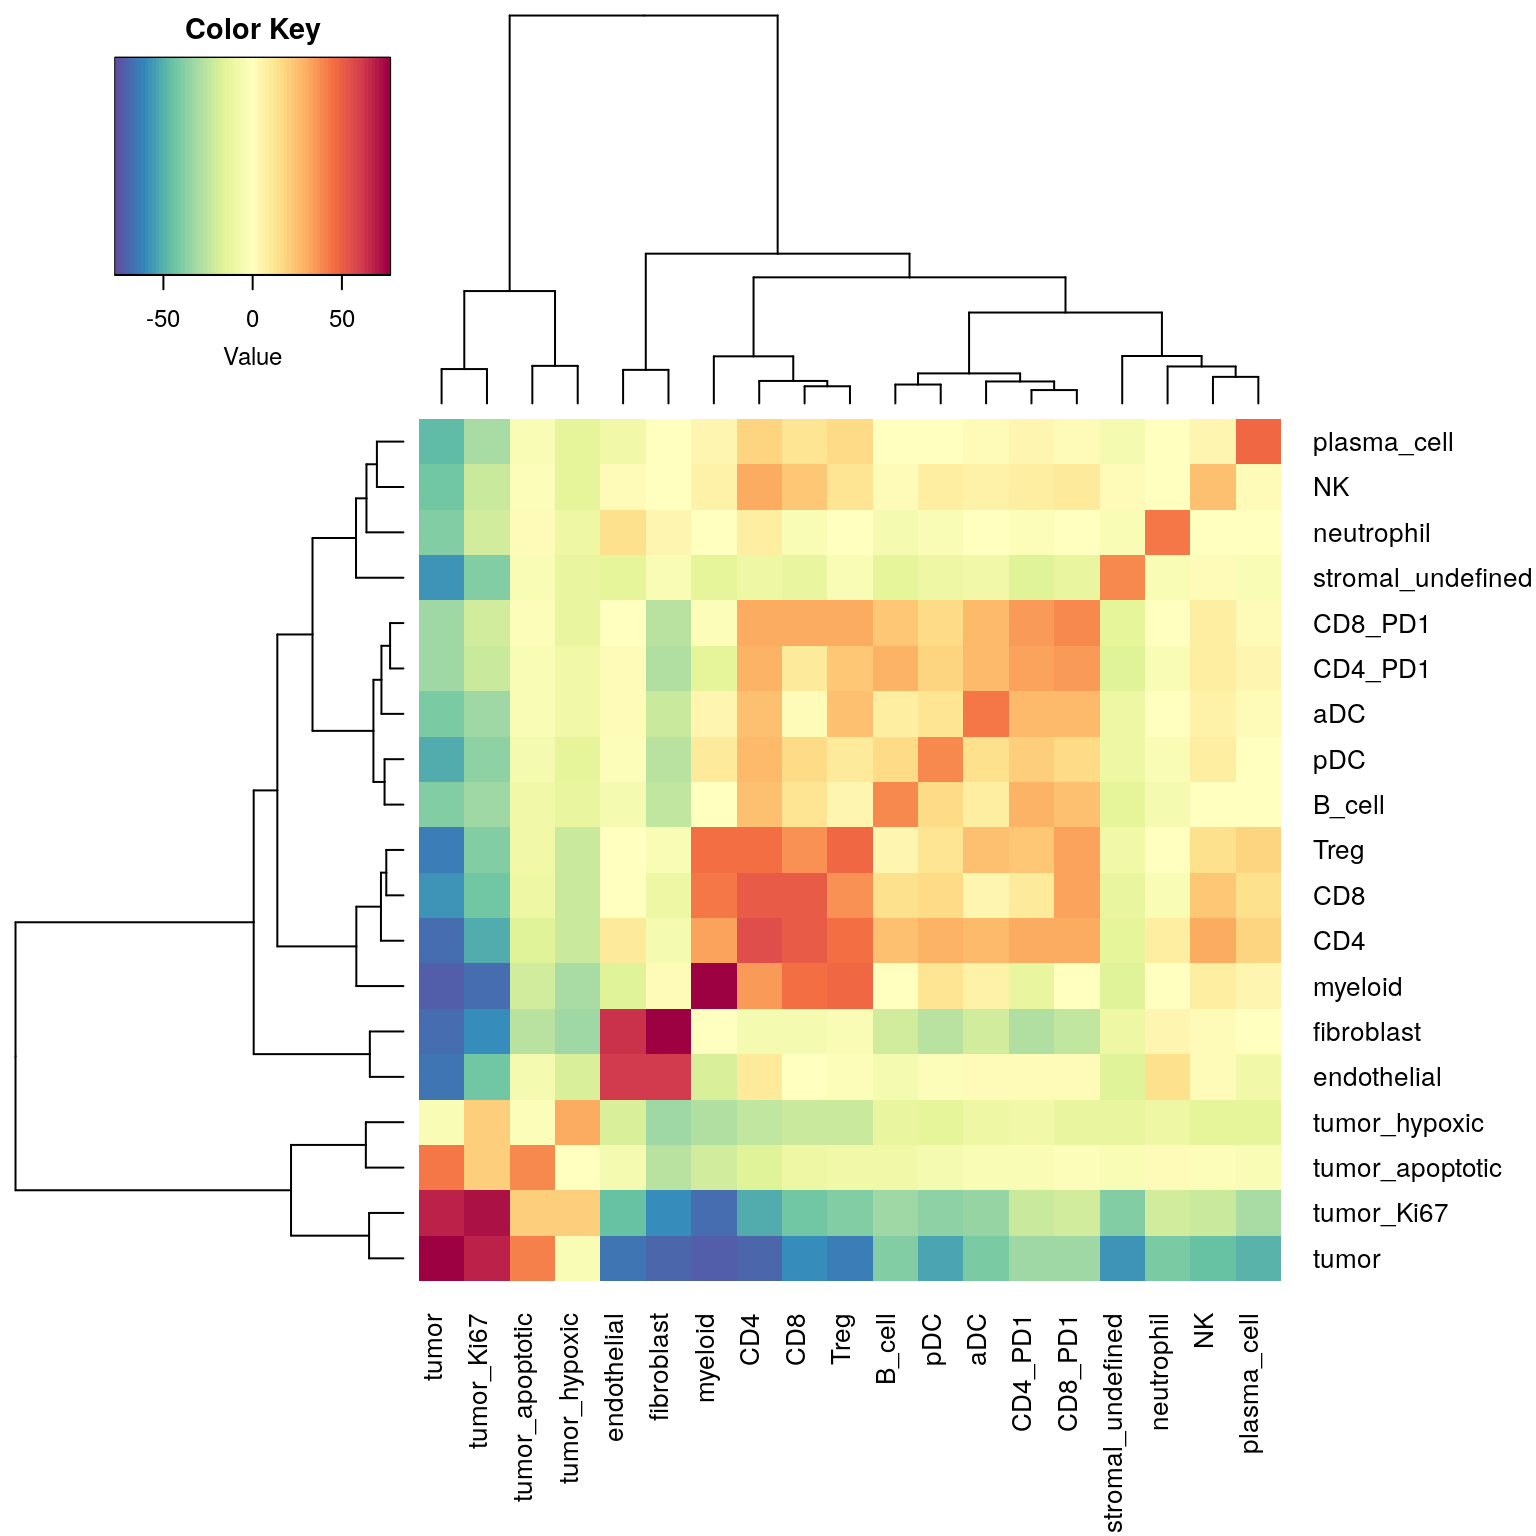 Color Key
-50 0 50
Value
plasma_cell
NK
neutrophil
stromal_undefined
CD8_PD1
CD4_PD1
aDC
pDC
B_cell
Treg
CD8
CD4
myeloid
fibroblast
endothelial
tumor_hypoxic
tumor_apoptotic
tumor_Ki67
tumor
tumor
tumor_Ki67
tumor_apoptotic
tumor_hypoxic
endothelial
fibroblast
myeloid
CD4
CD8
Treg
B_cell
pDC
aDC
CD4_PD1
CD8_PD1
stromal_undefined
neutrophil
NK
plasma_cell